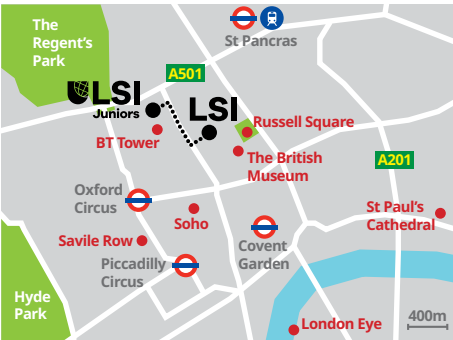 The
Regent's
Park
St Pancras
A501
LSI
Juniors
LSI
Russell Square
BT Tower
The British
Museum
A201
Oxford
Circus
Soho
St Paul's
Cathedral
Savile Row
Covent
Garden
Piccadilly
Circus
Hyde
Park
London Eye
400m